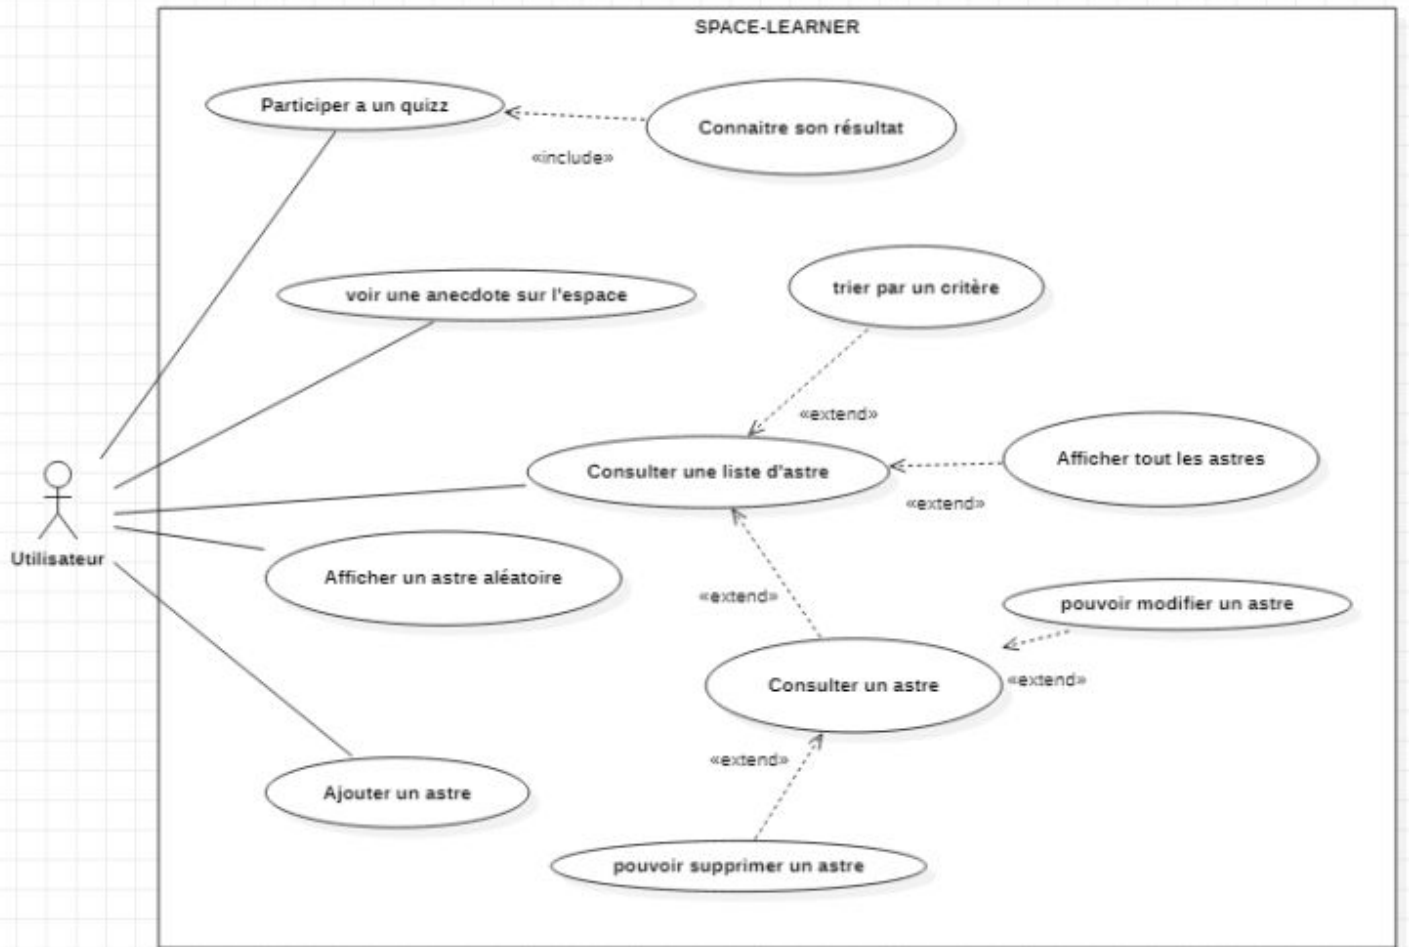 SPACE-LEARNER
Participer a un quizz
Connaitre son résultat
«include»
voir une anecdote sur l'espace
trier par un critère
«extend»
Consulter une liste d'astre
Afficher tout les astres
«extend»
Utilisateur
Afficher un astre aléatoire
«extend»
pouvoir modifier un astre
Consulter un astre
«extend»
«extend»
Ajouter un astre
pouvoir supprimer un astre